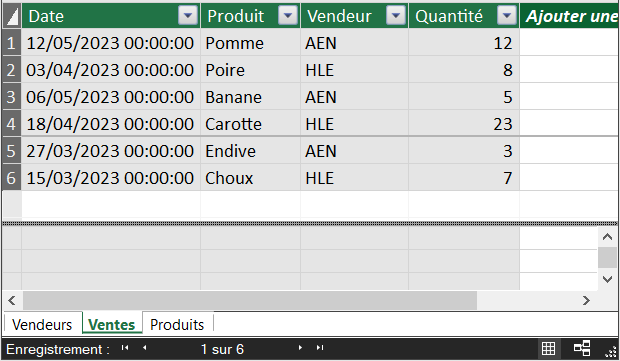 Date Produit Vendeur Quantité Ajouter une
1 12/05/2023 00:00:00 Pomme AEN 12
2 03/04/2023 00:00:00 Poire HLE 8
3 06/05/2023 00:00:00 Banane AEN 5
4 18/04/2023 00:00:00 Carotte HLE 23
5 27/03/2023 00:00:00 Endive AEN 3
6 15/03/2023 00:00:00 Choux HLE 7
Vendeurs Ventes Produits
Enregistrement : 1 sur 6